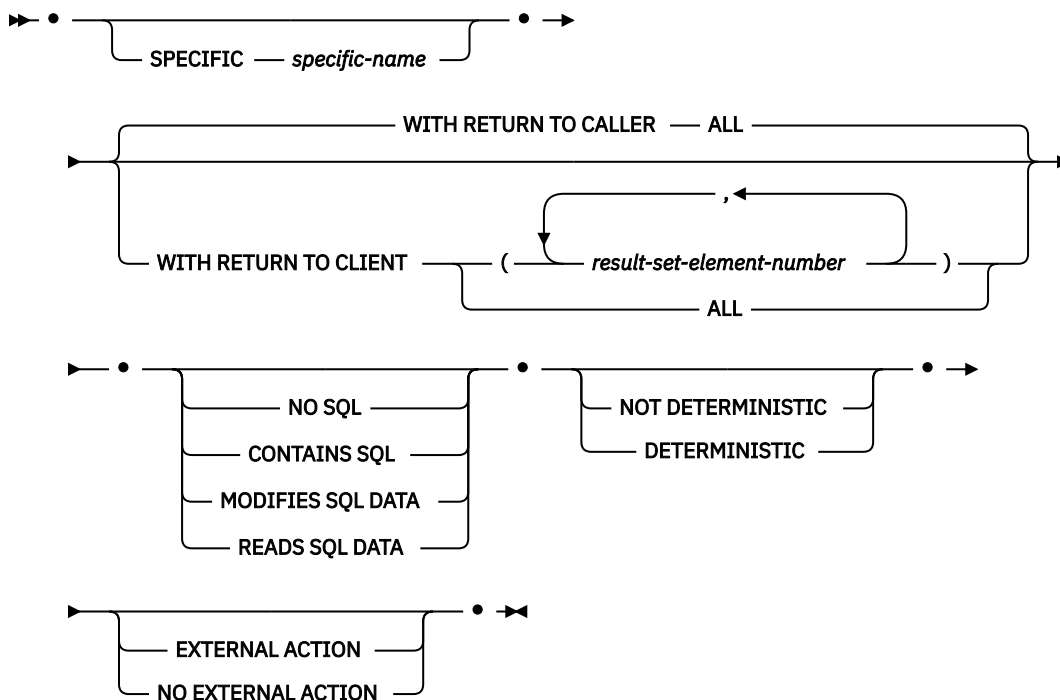 SPECIFIC specific-name
WITH RETURN TO CALLER ALL
,
WITH RETURN TO CLIENT ( result-set-element-number )
ALL
NO SQL
CONTAINS SQL
MODIFIES SQL DATA
READS SQL DATA
NOT DETERMINISTIC
DETERMINISTIC
EXTERNAL ACTION
NO EXTERNAL ACTION